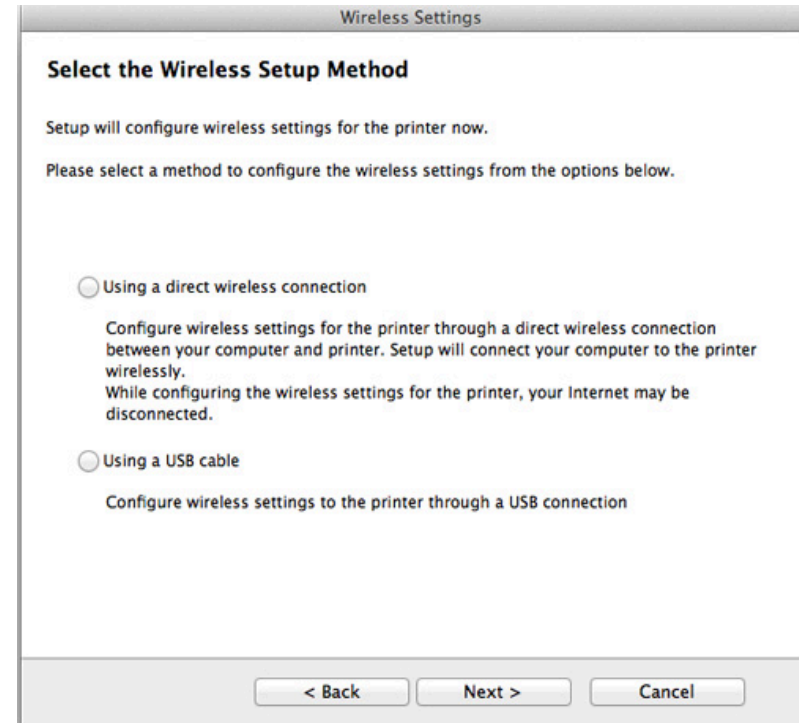 Wireless Settings
Select the Wireless Setup Method
Setup will configure wireless settings for the printer now.
Please select a method to configure the wireless settings from the options below.
Using a direct wireless connection
Configure wireless settings for the printer through a direct wireless connection
between your computer and printer. Setup will connect your computer to the printer
wirelessly.
While configuring the wireless settings for the printer, your Internet may be
disconnected.
Using a USB cable
Configure wireless settings to the printer through a USB connection
< Back Next > Cancel